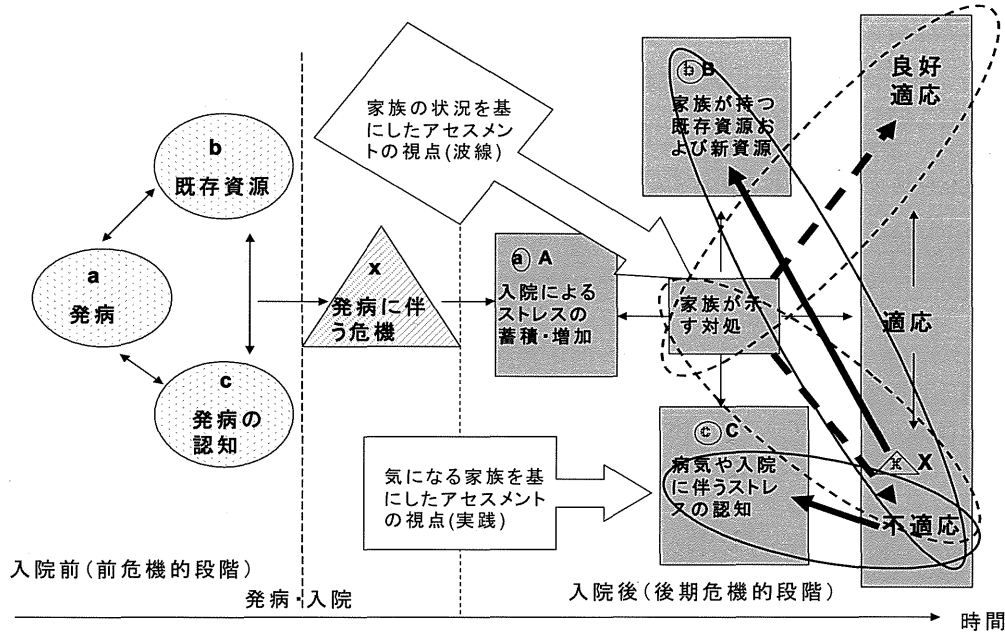 b
既存資源
a
発病
c
発病の
認知
x
発病に伴
う危機
家族の状況を基
にしたアセスメン
トの視点(波線)
a A
入院による
ストレスの
蓄積・増加
b B
家族が持つ
既存資源お
よび新資源
家族が示
す対処
良好
適応
適応
c C
病気や入院
に伴うストレ
スの認知
x X
不適応
気になる家族を基
にしたアセスメント
の視点(実践)
入院前(前危機的段階)
発病・入院
入院後(後期危機的段階)
時間